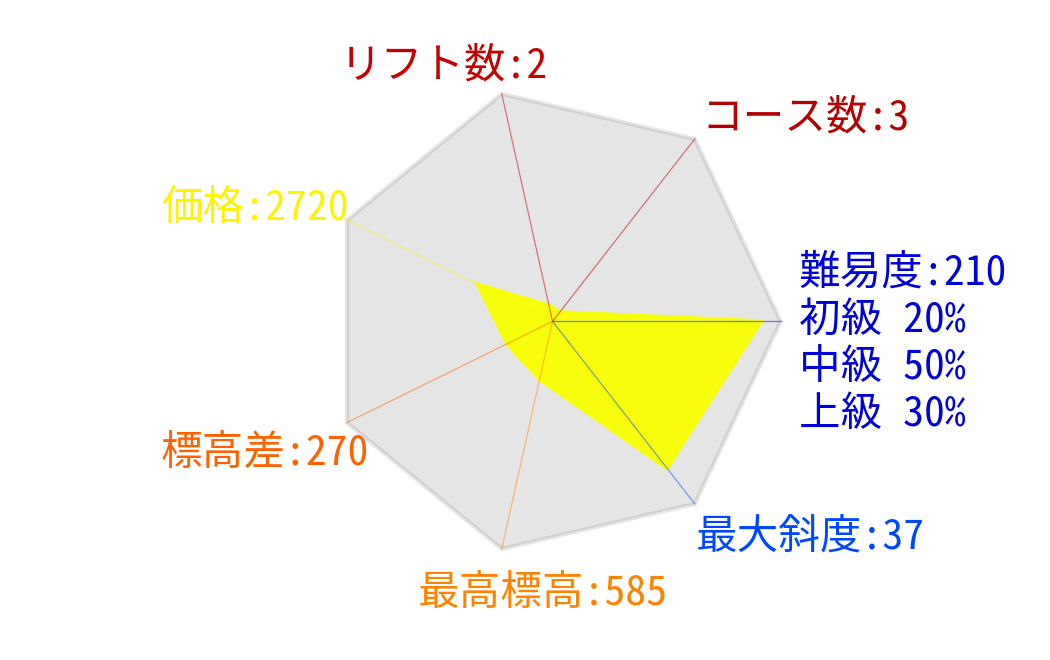 リフト数:2
コース数:3
価格:2720
難易度:210
初級 20%
中級 50%
上級 30%
標高差:270
最大斜度:37
最高標高:585